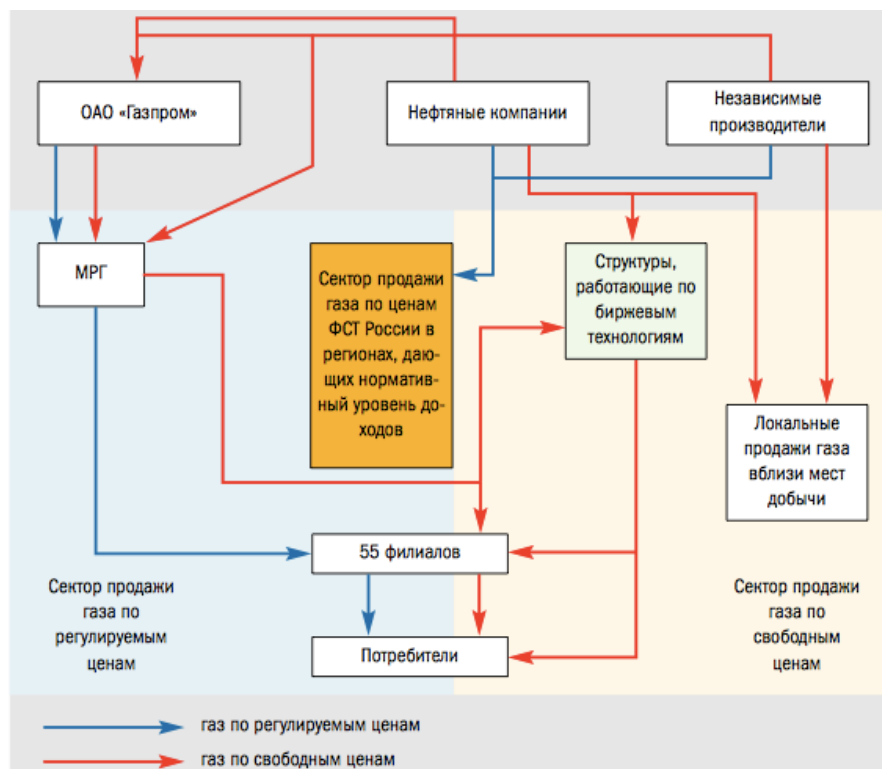 ОАО «Газпром»
Нефтяные компании
Независимые
производители
МРГ
Сектор продажи
газа по ценам
ФСТ России в
регионах, даю-
щих норматив-
ный уровень до-
ходов
Структуры,
работающие по
биржевым
технологиям
Локальные
продажи газа
вблизи мест
добычи
55 филиалов
Сектор продажи
газа по
регулируемым
ценам
Потребители
Сектор продажи
газа по
свободным
ценам
газ по регулируемым ценам
газ по свободным ценам